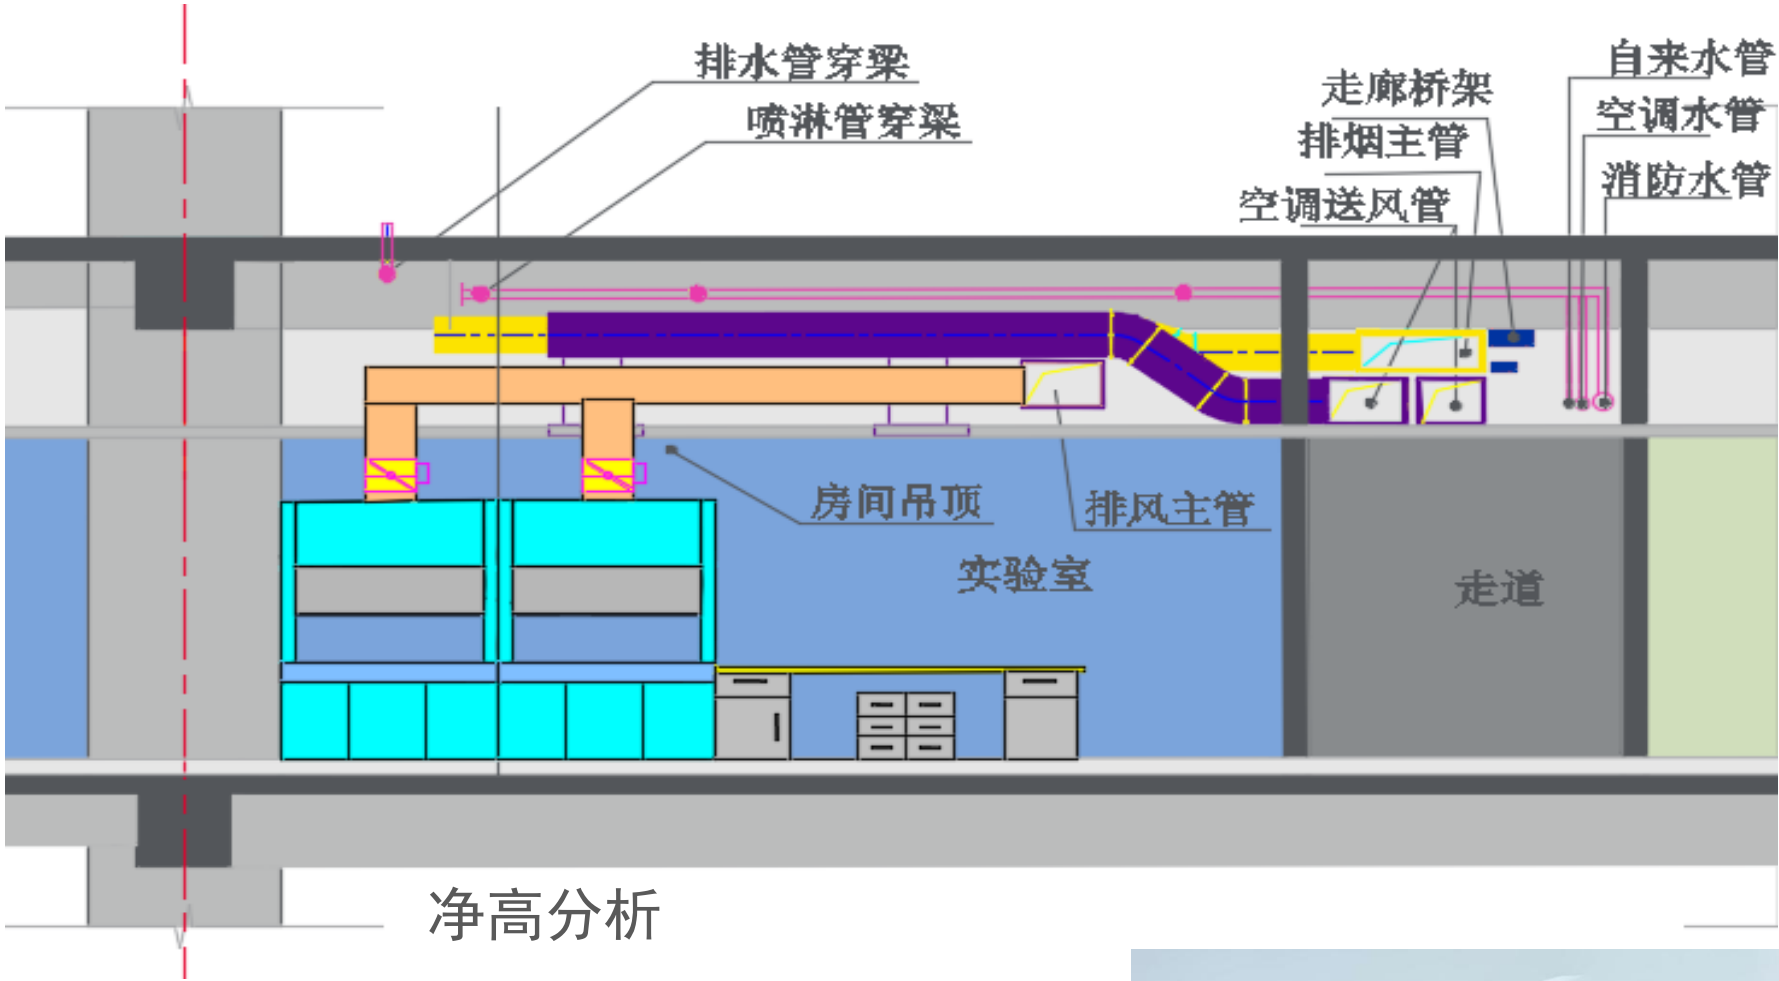 排水管穿梁
喷淋管穿梁
走廊桥架
排烟主管
空调送风管
自来水管
空调水管
消防水管
房间吊顶
排风主管
实验室
走道
净高分析